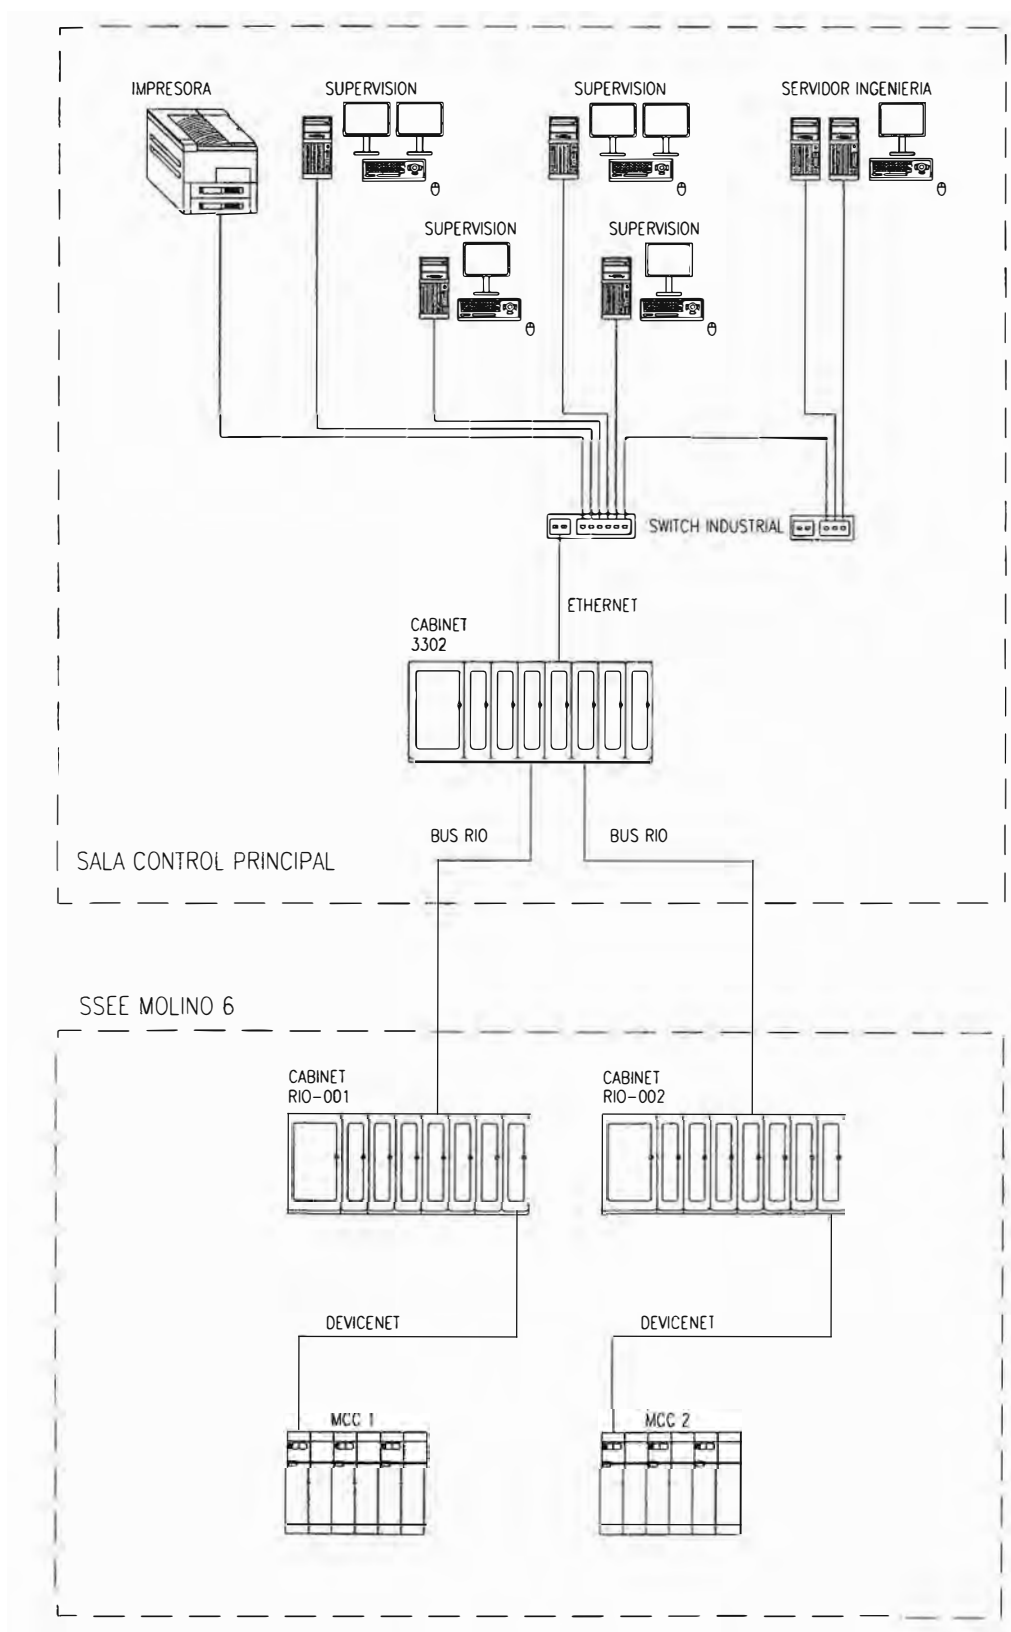 IMPRESORA
SUPERVISION
SUPERVISION
SERVIDOR INGENIERIA
SUPERVISION
SUPERVISION
SWITCH INDUSTRIAL
ETHERNET
CABINET
3302
BUS RIO
BUS RIO
SALA CONTROL PRINCIPAL
SSEE MOLINO 6
CABINET
RIO-001
CABINET
RIO-002
DEVICENET
DEVICENET
MCC 1
MCC 2